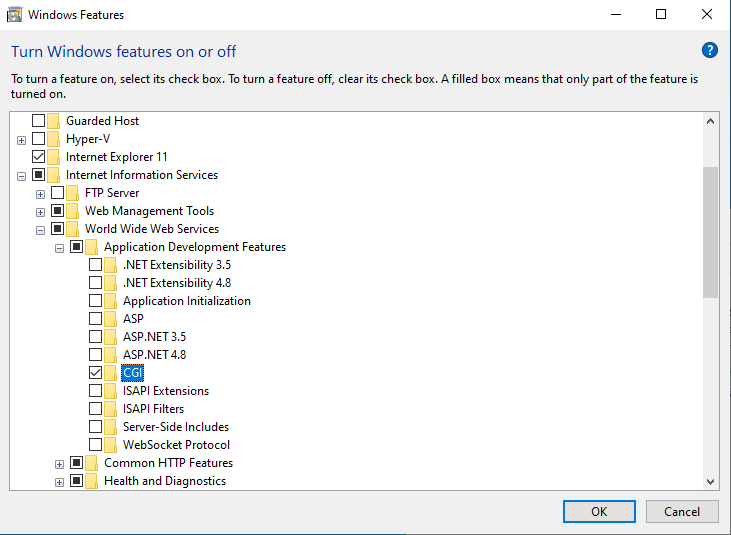 Windows Features
Turn Windows features on or off
To turn a feature on, select its check box. To turn a feature off, clear its check box. A filled box means that only part of the feature is
turned on.
Guarded Host
Hyper-V
Internet Explorer 11
Internet Information Services
FTP Server
Web Management Tools
World Wide Web Services
Application Development Features
.NET Extensibility 3.5
.NET Extensibility 4.8
Application Initialization
ASP
ASP.NET 3.5
ASP.NET 4.8
CGI
ISAPI Extensions
ISAPI Filters
Server-Side Includes
WebSocket Protocol
Common HTTP Features
Health and Diagnostics
OK Cancel